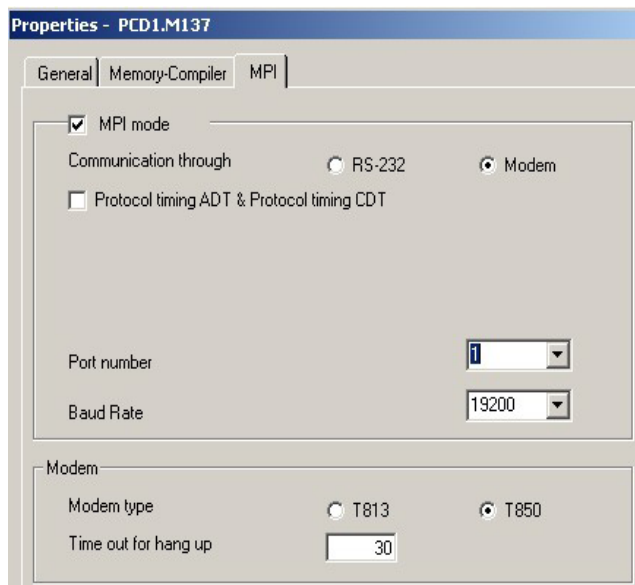 Properties - PCD1.M137
General Memory-Compiler MPI
MPI mode
Communication through RS-232 Modem
Protocol timing ADT & Protocol timing CDT
Port number 1
Baud Rate 19200
Modem
Modem type T813 T850
Time out for hang up 30